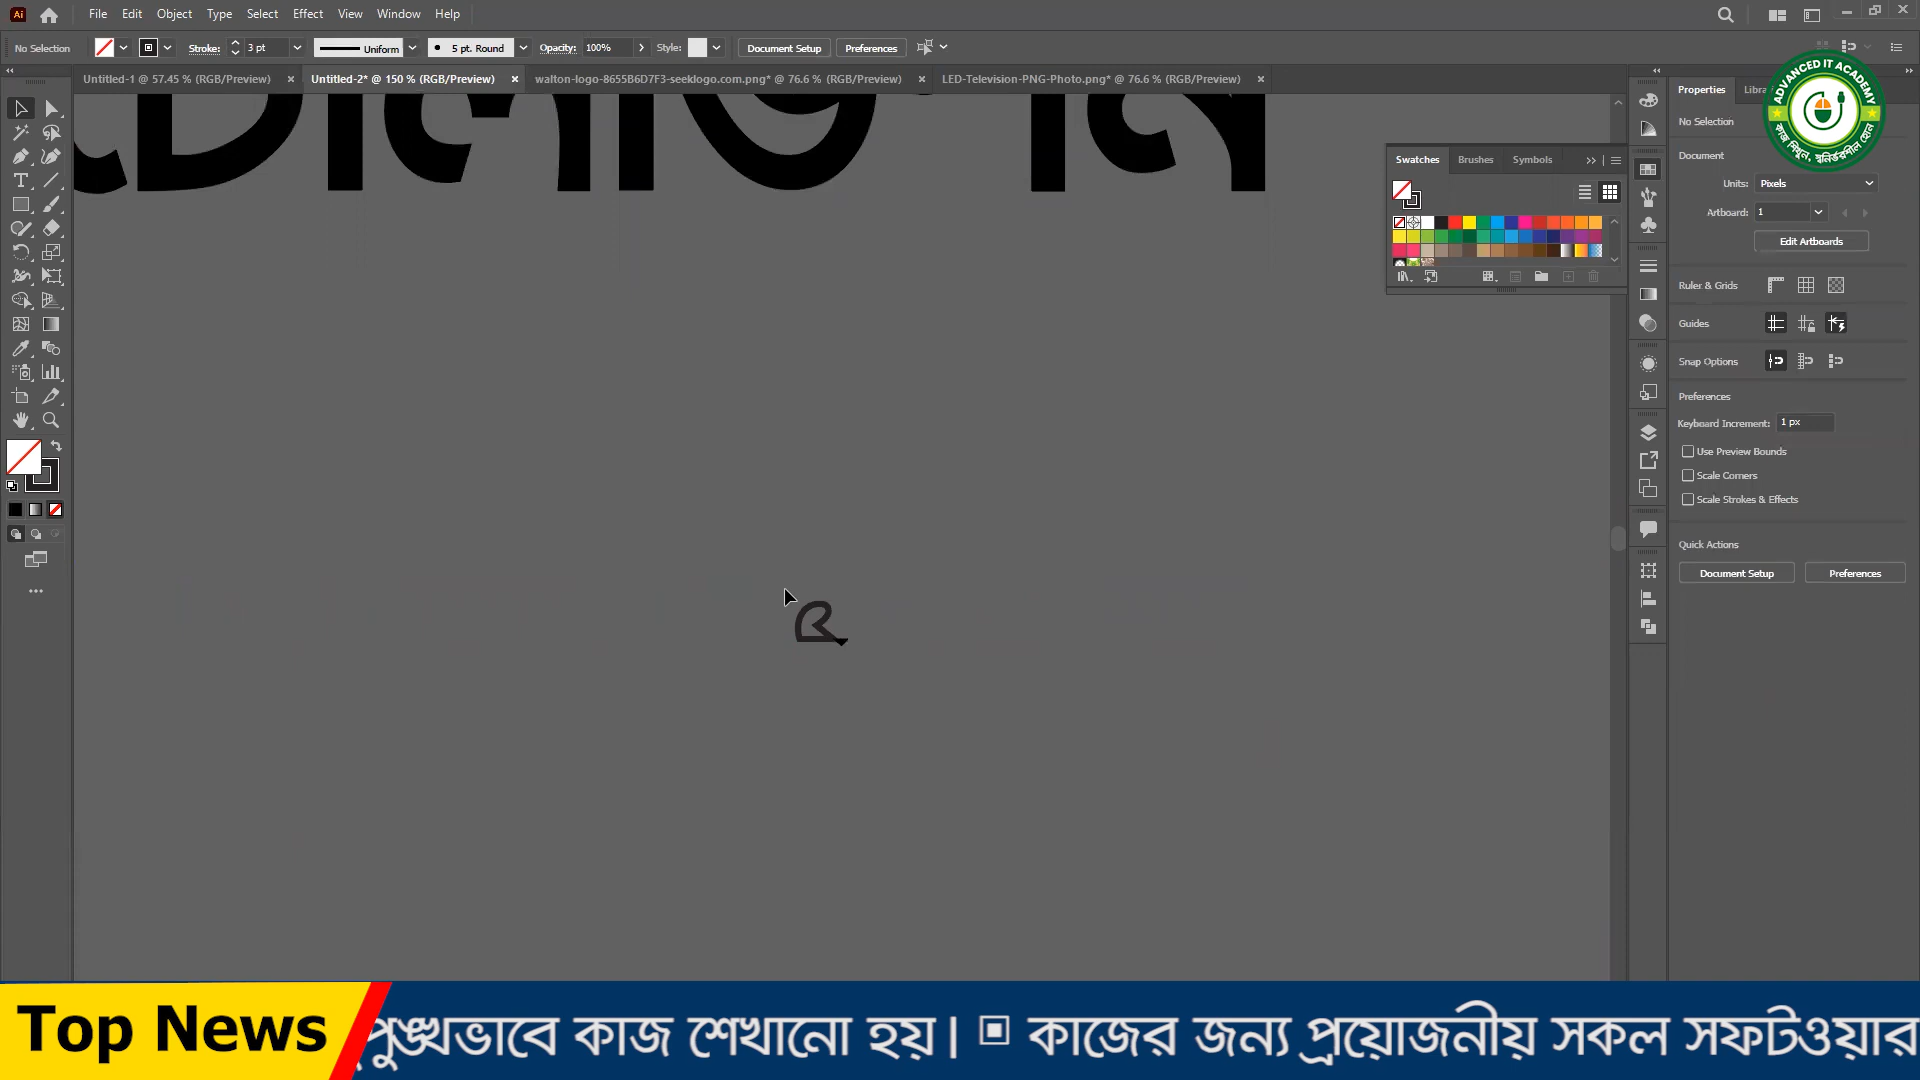 Ai File Edit Object Type Select Effect View Window Help
No Selection Stroke: 3 pt Uniform 5 pt. Round Opacity: 100% Style: Document Setup Preferences
Untitled-1 @ 57.45 % (RGB/Preview) × Untitled-2* @ 150 % (RGB/Preview) × walton-logo-8655B6D7F3-seeklogo.com.png* @ 76.6 % (RGB/Preview) × LED-Television-PNG-Photo.png* @ 76.6 % (RGB/Preview) ×
Properties
No Selection
Document
Units: Pixels
Artboard: 1
Edit Artboards
Ruler & Grids
Guides
Snap Options
Preferences
Keyboard Increment: 1 px
Use Preview Bounds
Scale Corners
Scale Strokes & Effects
Quick Actions
Document Setup Preferences
Swatches Brushes Symbols
ADVANCED IT ACADEMY
কাজ শিখুন, স্বনির্ভরশীল হোন
Top News
পুঙ্খভাবে কাজ শেখানো হয়। ▣ কাজের জন্য প্রয়োজনীয় সকল সফটওয়ার